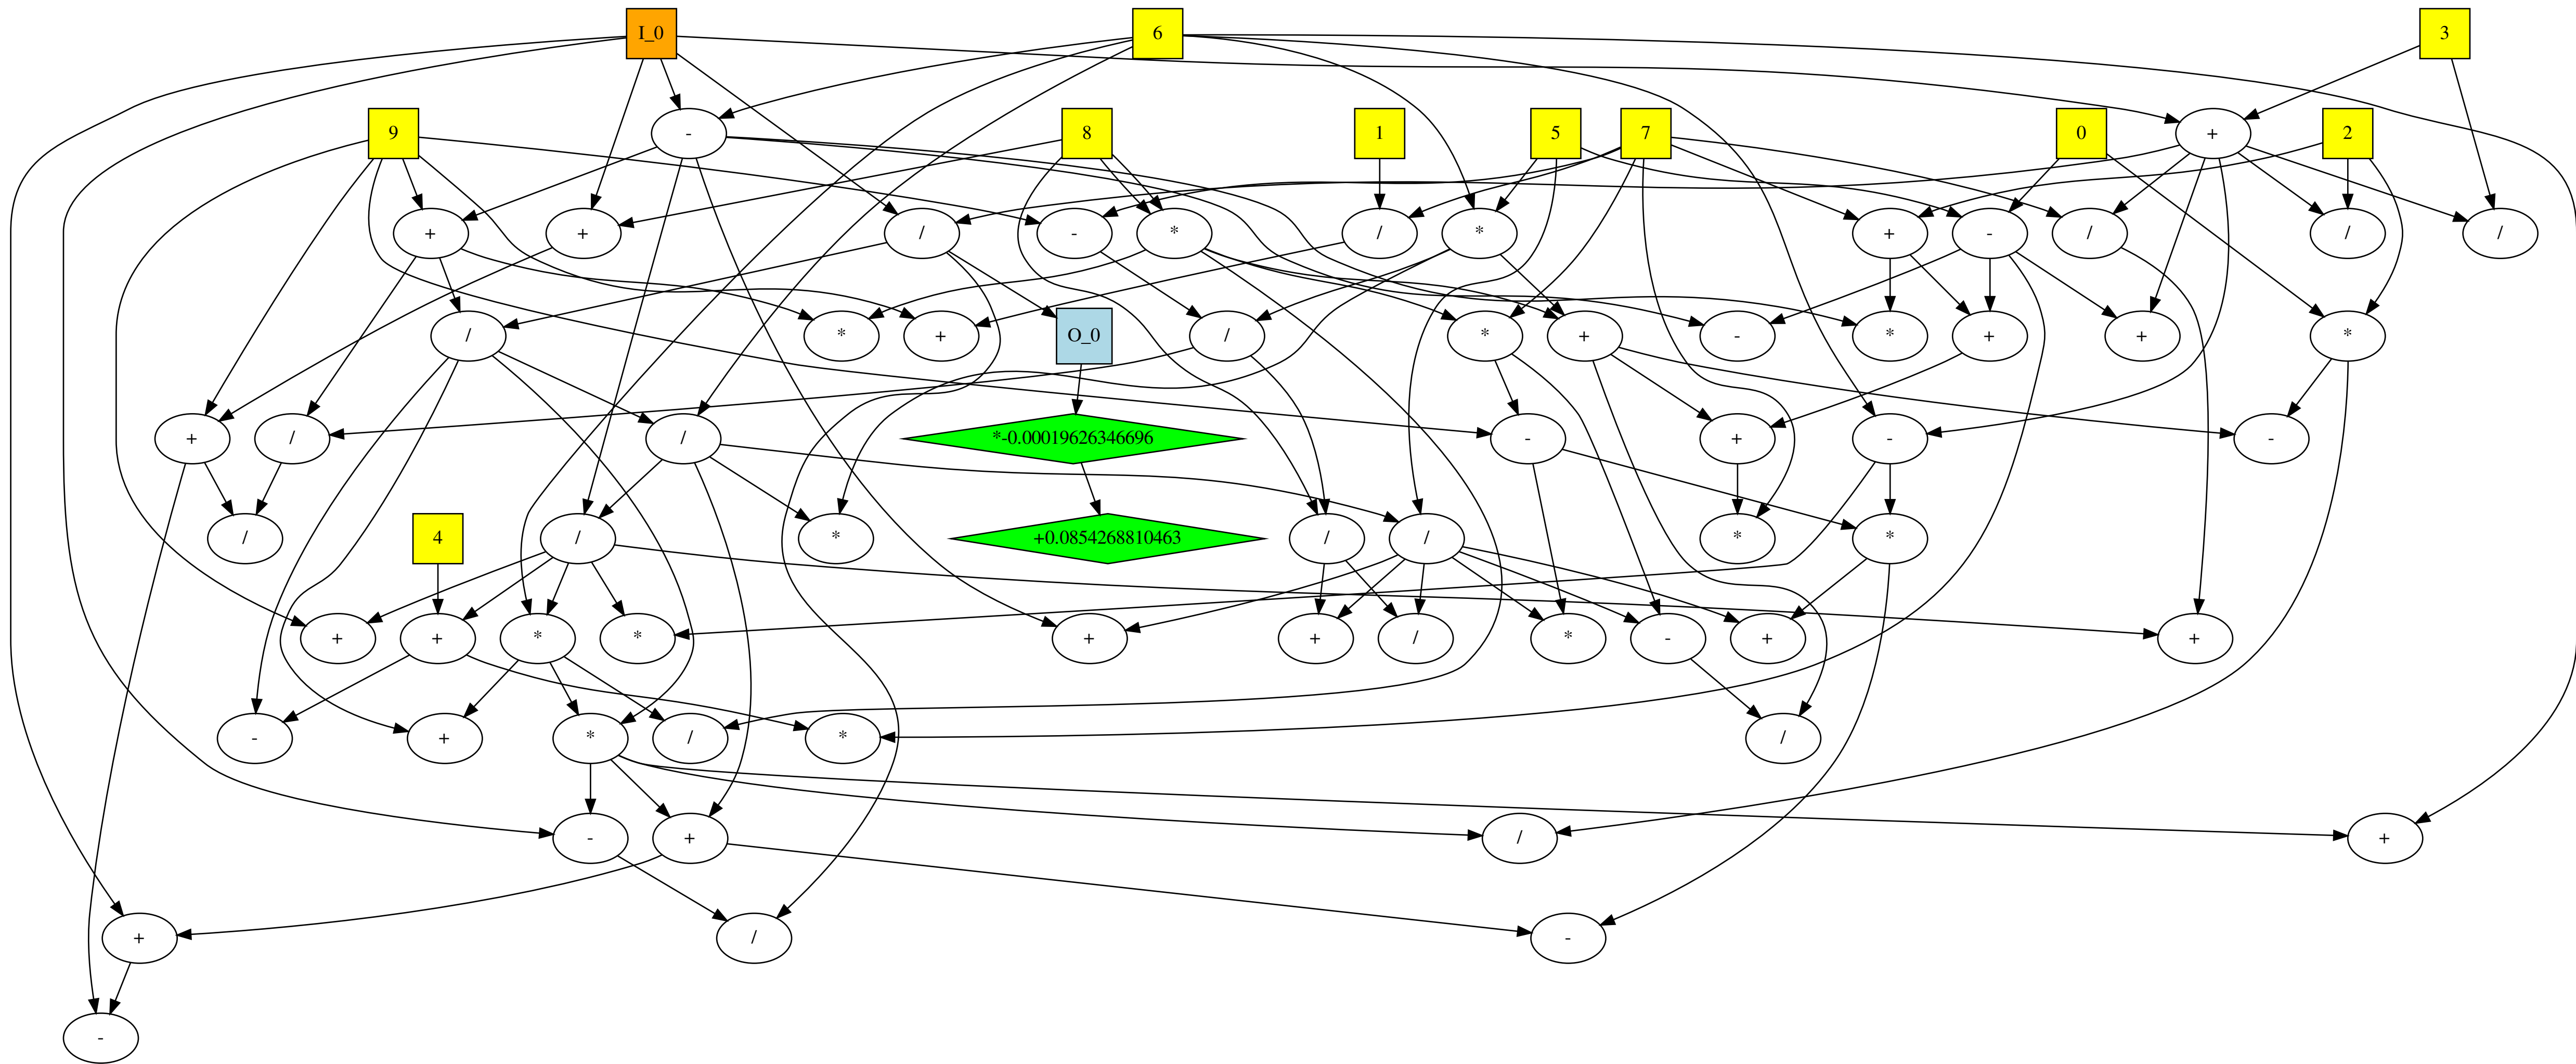 I_0 6 3
9 - 8 1 5 7 0 + 2
+ + / - * / * + - / / /
/ * + O_0 / * + - * + + *
+ / / *-0.00019626346696 - + - -
/ 4 / * +0.0854268810463 / / * *
+ + * * + + / * - + +
- + * / * /
- + / +
+ / -
-